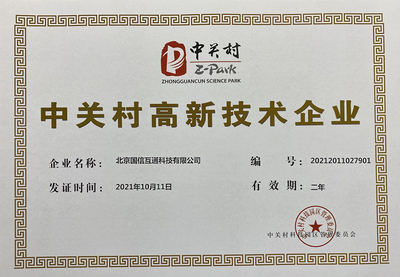 中关村
Z-Park
ZHONGGUANCUN SCIENCE PARK
中关村高新技术企业
企业名称： 北京国信互通科技有限公司 编 号： 20212011027901
发证时间： 2021年10月11日 有 效 期： 二年
中关村科技园区管理委员会